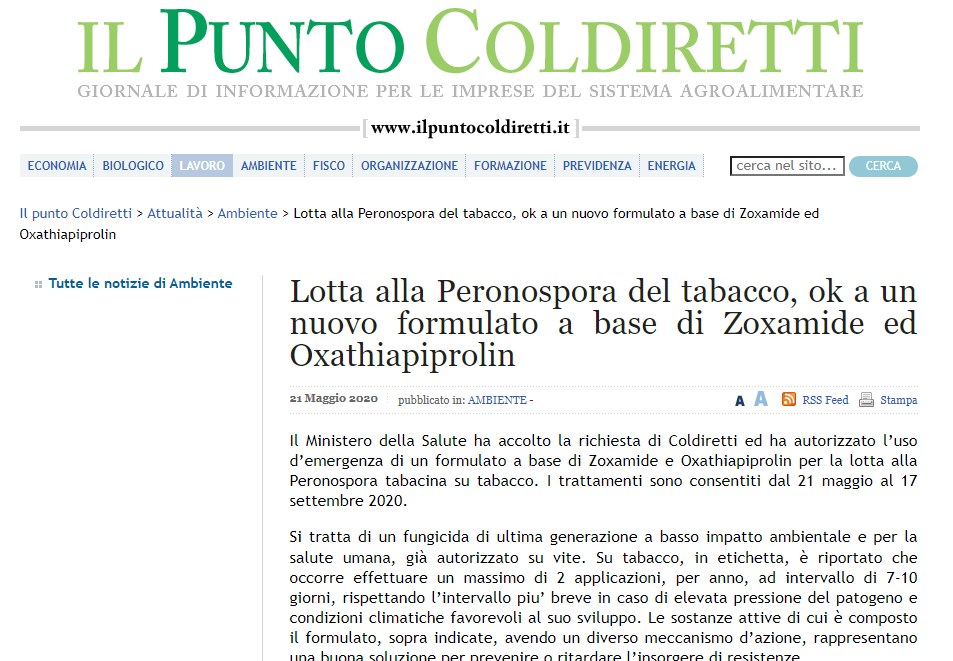 IL PUNTO COLDIRETTI
GIORNALE DI INFORMAZIONE PER LE IMPRESE DEL SISTEMA AGROALIMENTARE
[ www.ilpuntocoldiretti.it ]
ECONOMIA BIOLOGICO LAVORO AMBIENTE FISCO ORGANIZZAZIONE FORMAZIONE PREVIDENZA ENERGIA cerca nel sito... CERCA
Il punto Coldiretti > Attualità > Ambiente > Lotta alla Peronospora del tabacco, ok a un nuovo formulato a base di Zoxamide ed
Oxathiapiprolin
Tutte le notizie di Ambiente
Lotta alla Peronospora del tabacco, ok a un
nuovo formulato a base di Zoxamide ed
Oxathiapiprolin
21 Maggio 2020 pubblicato in: AMBIENTE - A A RSS Feed Stampa
Il Ministero della Salute ha accolto la richiesta di Coldiretti ed ha autorizzato l'uso
d'emergenza di un formulato a base di Zoxamide e Oxathiapiprolin per la lotta alla
Peronospora tabacina su tabacco. I trattamenti sono consentiti dal 21 maggio al 17
settembre 2020.
Si tratta di un fungicida di ultima generazione a basso impatto ambientale e per la
salute umana, già autorizzato su vite. Su tabacco, in etichetta, è riportato che
occorre effettuare un massimo di 2 applicazioni, per anno, ad intervallo di 7-10
giorni, rispettando l'intervallo piu' breve in caso di elevata pressione del patogeno e
condizioni climatiche favorevoli al suo sviluppo. Le sostanze attive di cui è composto
il formulato, sopra indicate, avendo un diverso meccanismo d'azione, rappresentano
una buona soluzione per prevenire o ritardare l'insorgere di resistenze.